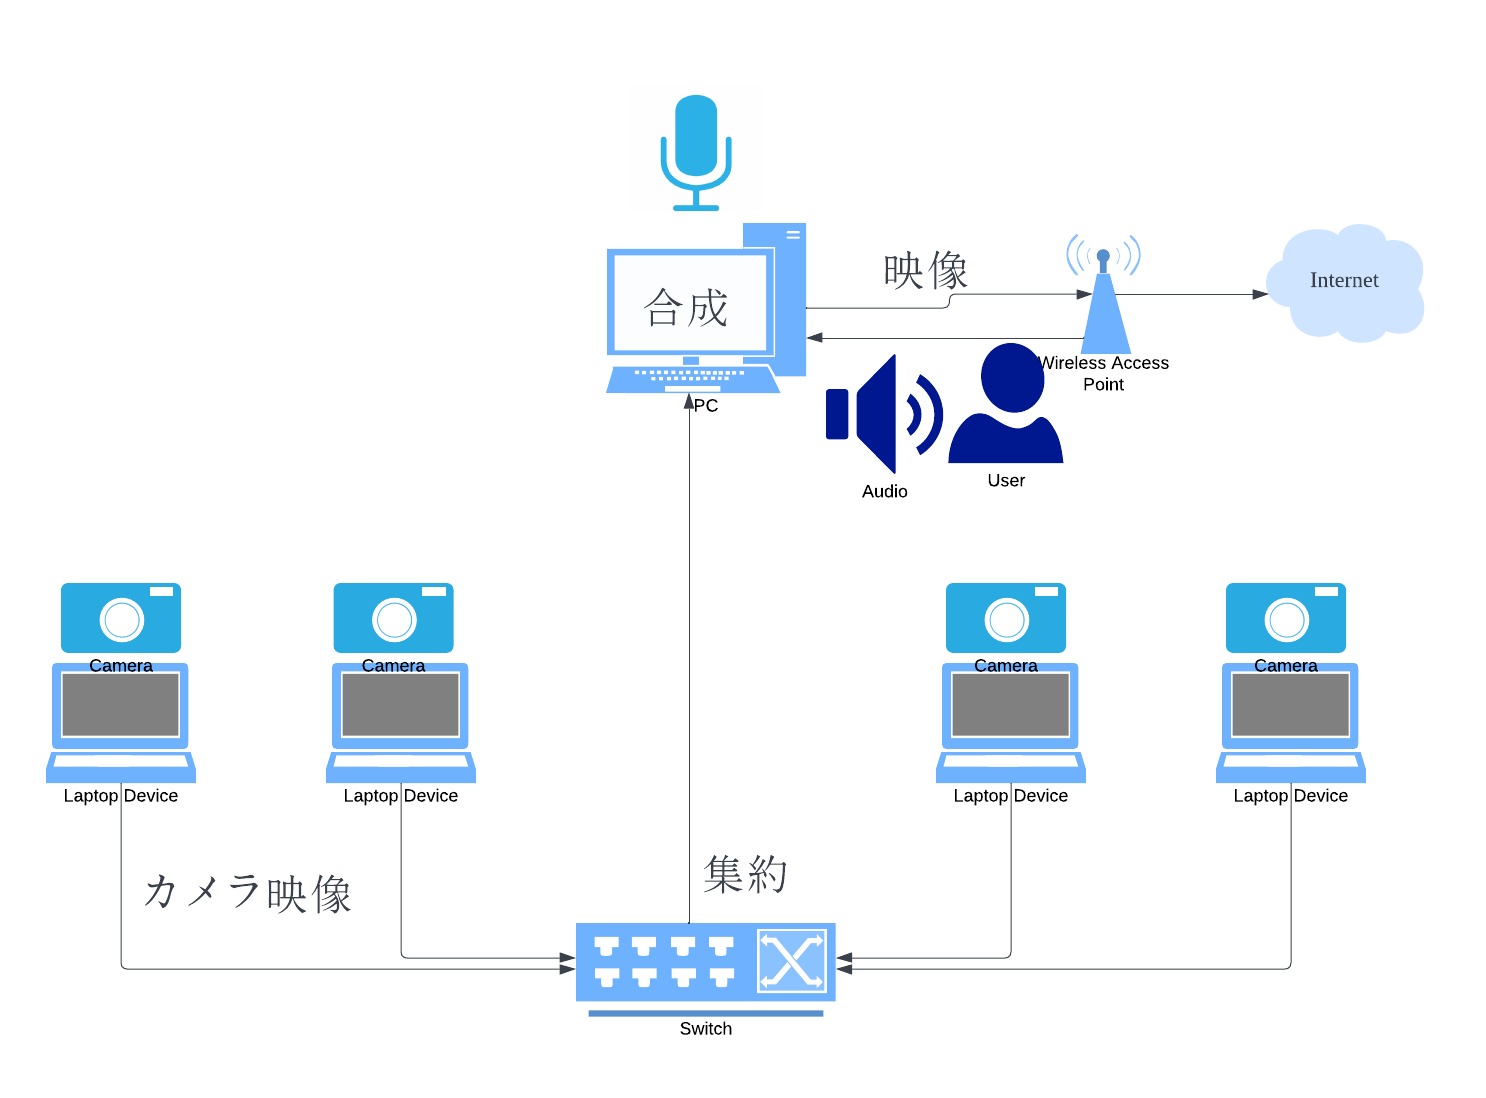 映像
Internet
合成
Wireless Access
Point
PC
User
Audio
Camera
Camera
Camera
Camera
Laptop Device
Laptop Device
Laptop Device
Laptop Device
集約
カメラ映像
Switch